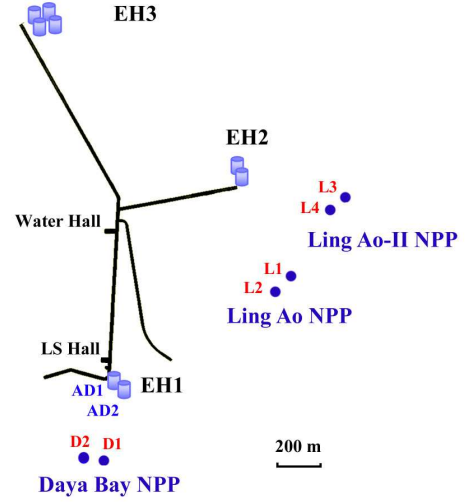 EH3
EH2
L3
L4
Water Hall
Ling Ao-II NPP
L1
L2
Ling Ao NPP
LS Hall
EH1
AD1
AD2
D2 D1
200 m
Daya Bay NPP